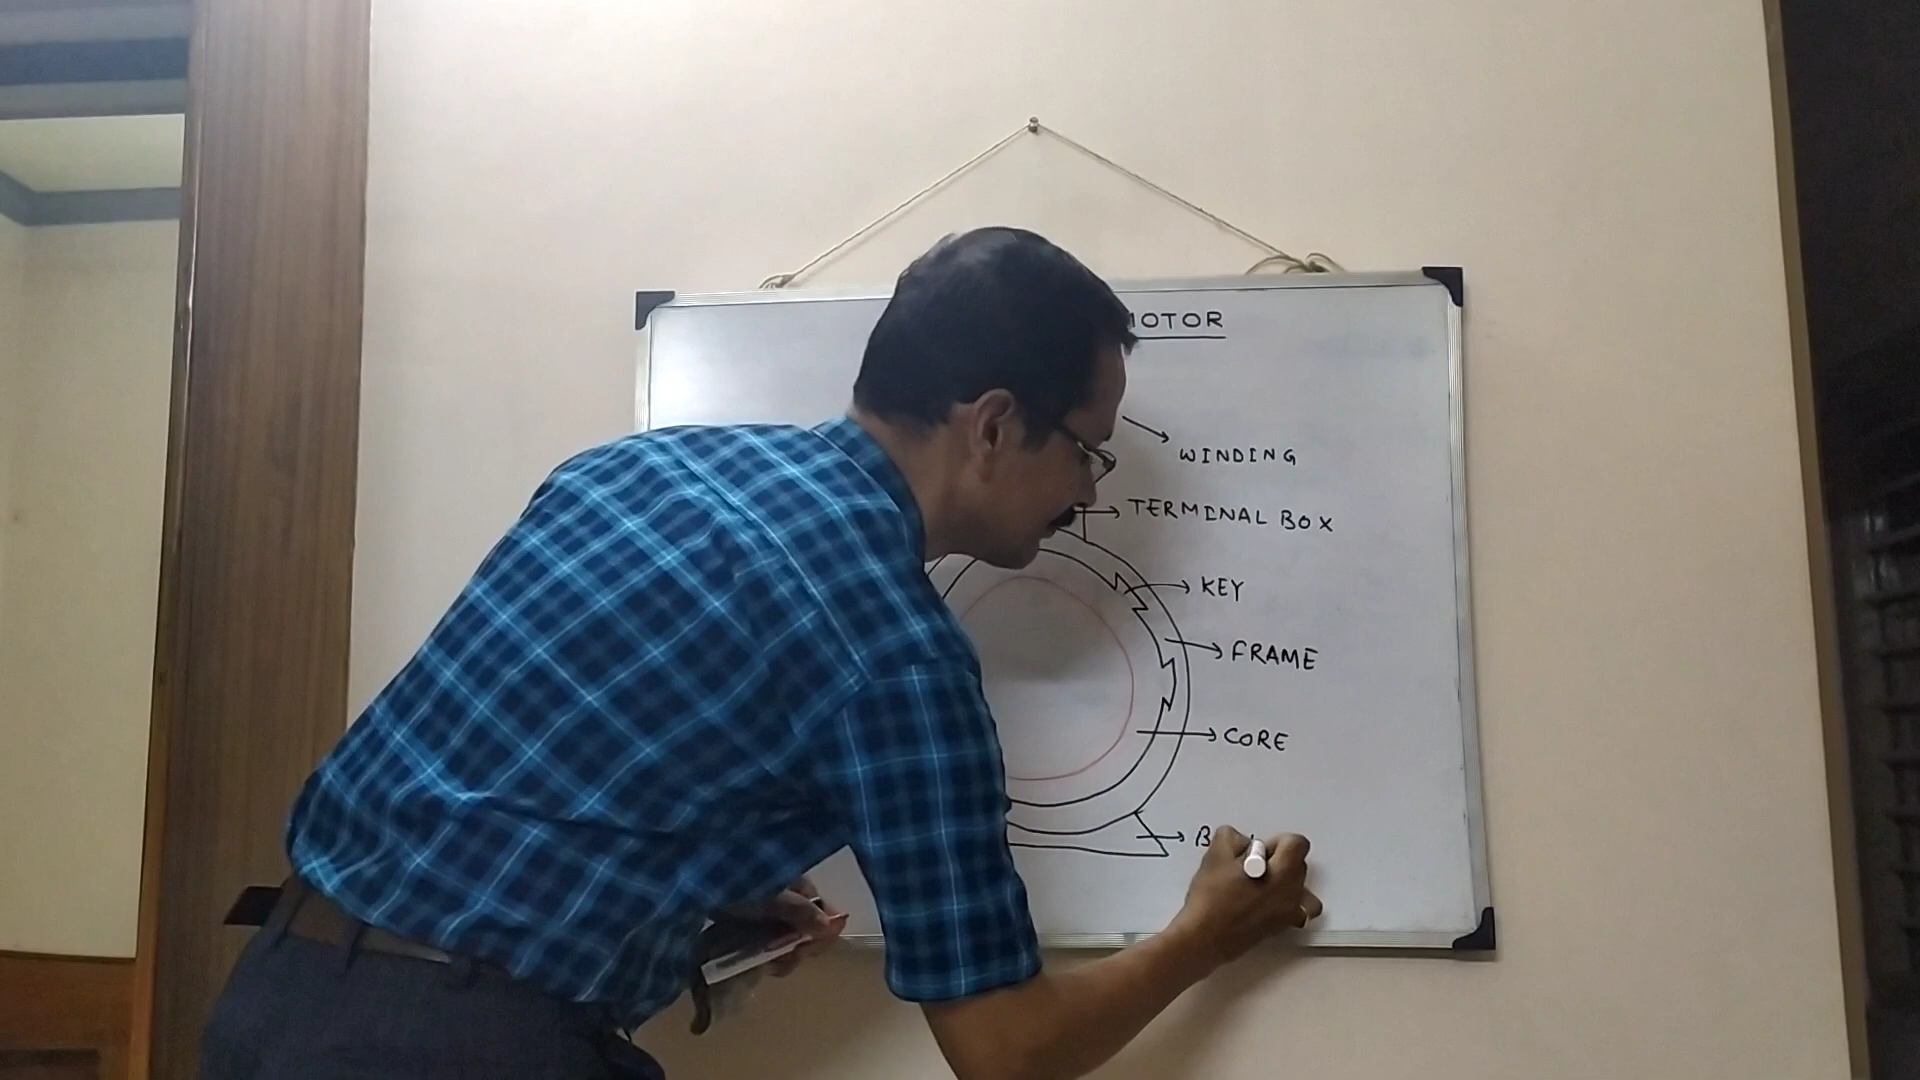 MOTOR
WINDING
TERMINAL BOX
KEY
FRAME
CORE